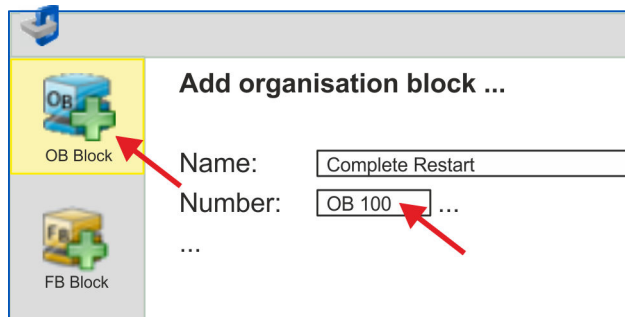 Add organisation block ...
OB
OB Block
Name: Complete Restart
Number: OB 100 ...
...
FB
FB Block